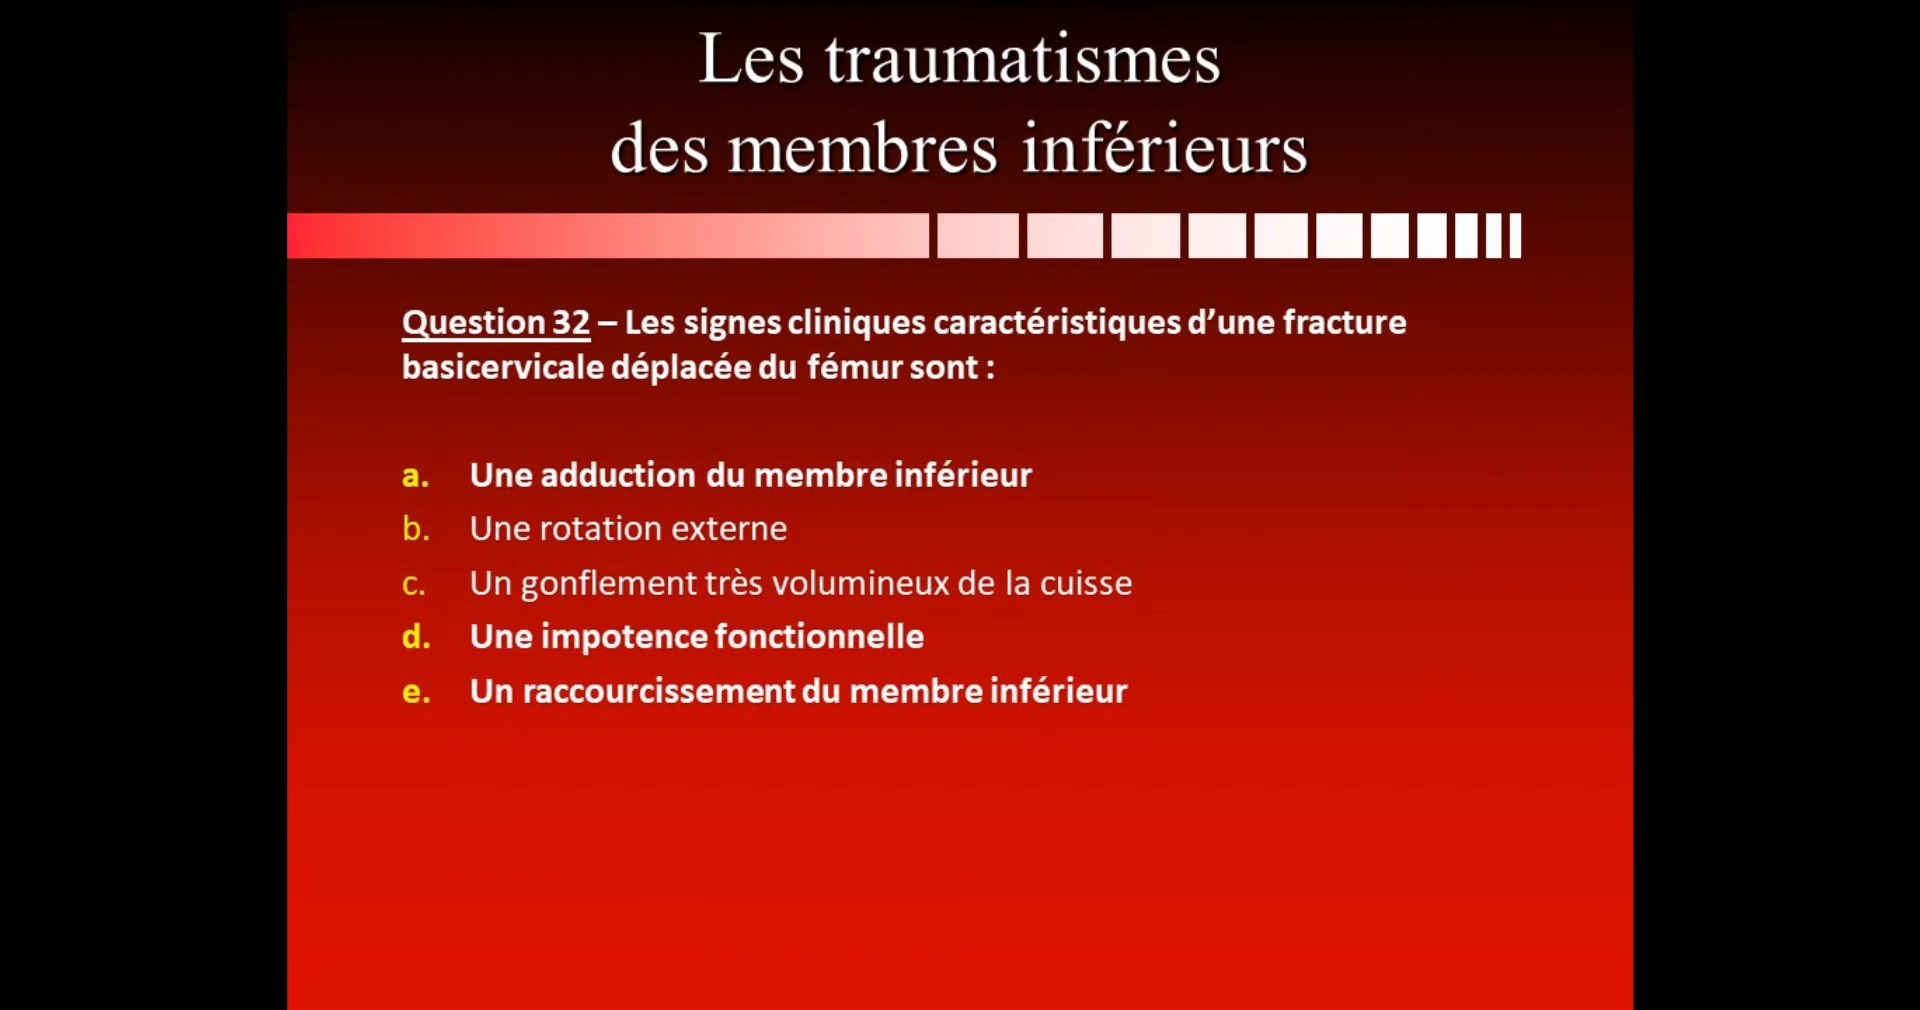 Les traumatismes
des membres inférieurs
Question 32 – Les signes cliniques caractéristiques d’une fracture
basicervicale déplacée du fémur sont :
a. Une adduction du membre inférieur
b. Une rotation externe
c. Un gonflement très volumineux de la cuisse
d. Une impotence fonctionnelle
e. Un raccourcissement du membre inférieur